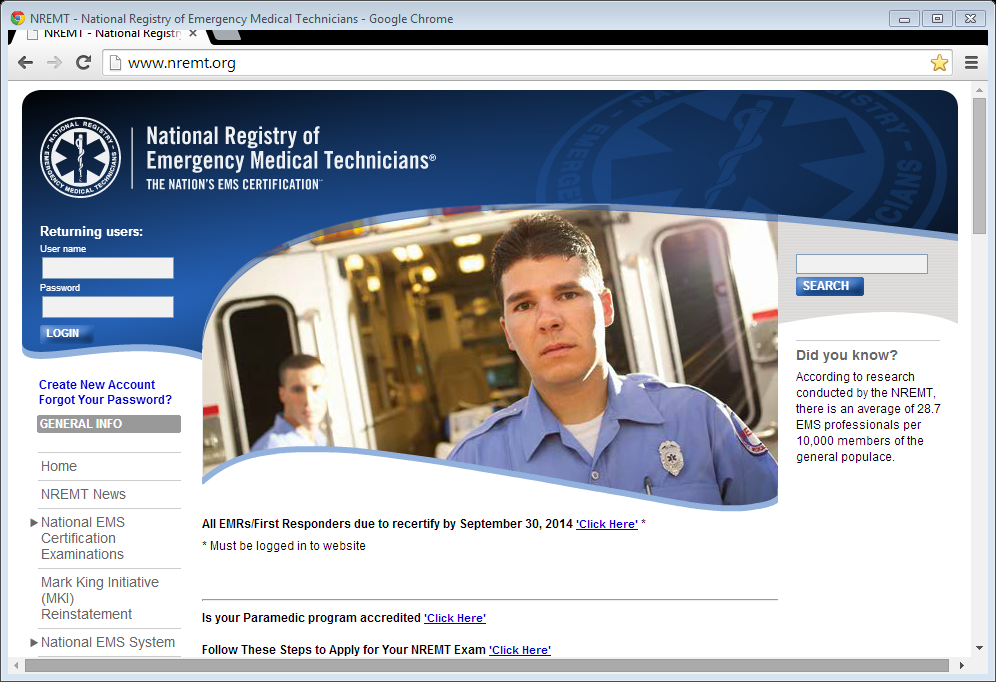 NREMT - National Registry of Emergency Medical Technicians - Google Chrome
NREMT - National Registr
www.nremt.org
NATIONAL REGISTRY
EMERGENCY MEDICAL TECHNICIANS
National Registry of
Emergency Medical Technicians®
THE NATION'S EMS CERTIFICATION™
Returning users:
User name
Password
LOGIN
Create New Account
Forgot Your Password?
GENERAL INFO
Home
NREMT News
National EMS
Certification
Examinations
Mark King Initiative
(MKI)
Reinstatement
National EMS System
All EMRs/First Responders due to recertify by September 30, 2014 'Click Here' *
* Must be logged in to website
Is your Paramedic program accredited 'Click Here'
Follow These Steps to Apply for Your NREMT Exam 'Click Here'
SEARCH
Did you know?
According to research
conducted by the NREMT,
there is an average of 28.7
EMS professionals per
10,000 members of the
general populace.